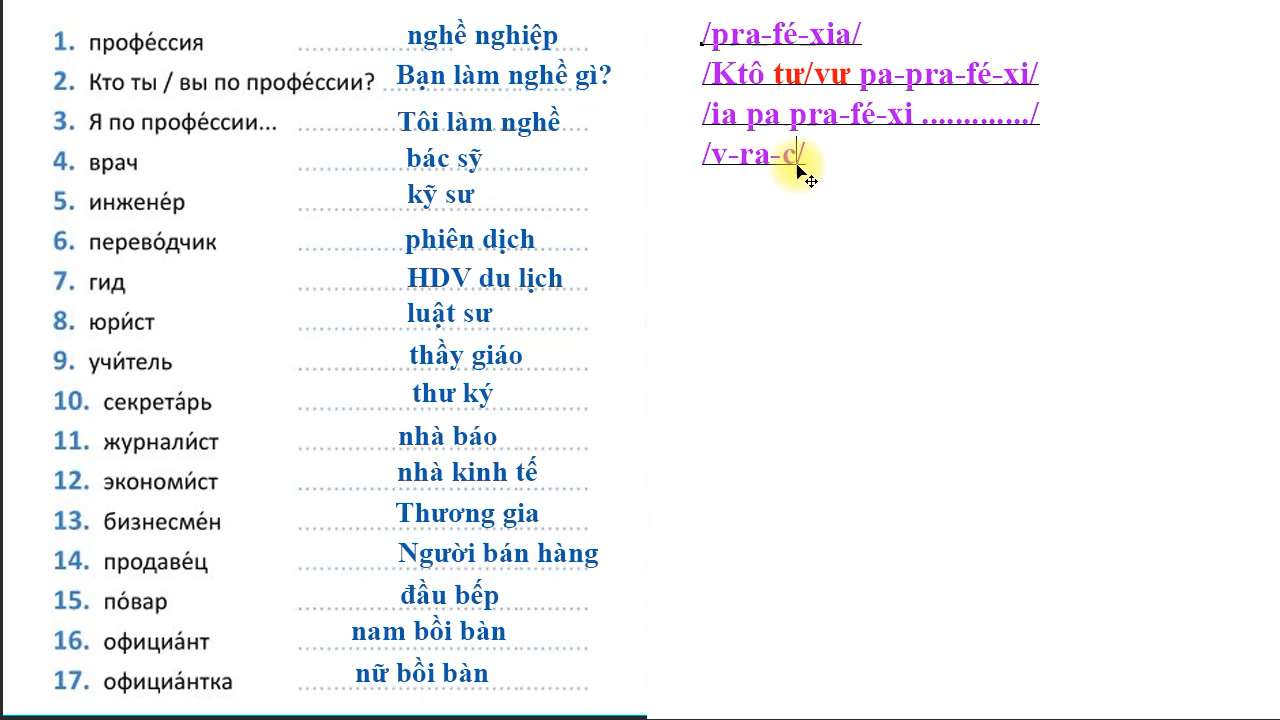 1. профе́ссия ........ nghề nghiệp /pra-fé-xia/
2. Кто ты / вы по профе́ссии? ........ Bạn làm nghề gì? /Ktô tư/vư pa-pra-fé-xi/
3. Я по профе́ссии... ........ Tôi làm nghề /ia pa pra-fé-xi ............./
4. врач ........ bác sỹ /v-ra-c/
5. инжене́р ........ kỹ sư
6. перево́дчик ........ phiên dịch
7. гид ........ HDV du lịch
8. юри́ст ........ luật sư
9. учи́тель ........ thầy giáo
10. секрета́рь ........ thư ký
11. журнали́ст ........ nhà báo
12. экономи́ст ........ nhà kinh tế
13. бизнесме́н ........ Thương gia
14. продаве́ц ........ Người bán hàng
15. по́вар ........ đầu bếp
16. официа́нт ........ nam bồi bàn
17. официа́нтка ........ nữ bồi bàn